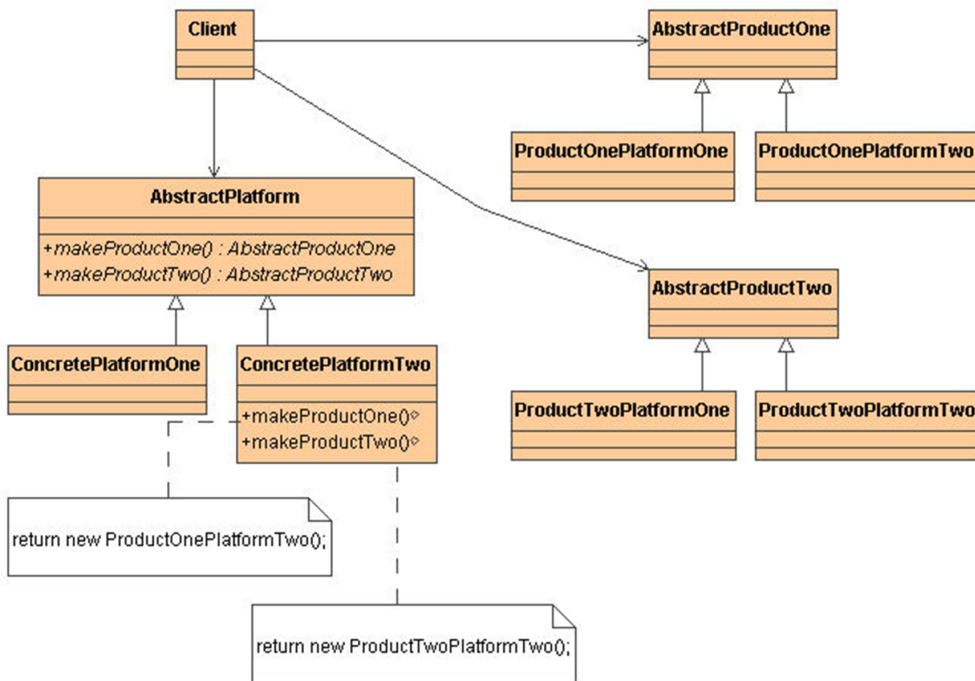 Client
AbstractProductOne
ProductOnePlatformOne
ProductOnePlatformTwo
AbstractPlatform
+makeProductOne() : AbstractProductOne
+makeProductTwo() : AbstractProductTwo
AbstractProductTwo
ConcretePlatformOne
ConcretePlatformTwo
+makeProductOne()
+makeProductTwo()
ProductTwoPlatformOne
ProductTwoPlatformTwo
return new ProductOnePlatformTwo();
return new ProductTwoPlatformTwo();